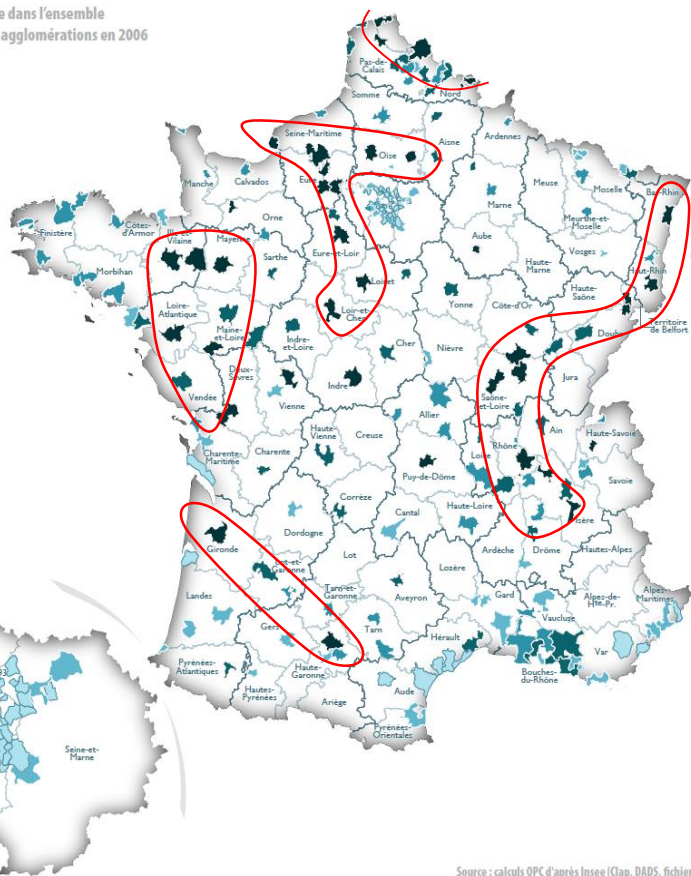 e dans l'ensemble
agglomérations en 2006
Pas-de-
Calais
Nord
Somme
Seine-Maritime
Oise
Aisne
Ardennes
Manche
Calvados
Eure
Meuse
Moselle
Bas-Rhin
Marne
Meurthe-et-
Moselle
Orne
Finistère
Côtes-
d'Armor
Ille-et-
Vilaine
Mayenne
Eure-et-Loir
Aube
Vosges
Haute-
Marne
Haut-Rhin
Morbihan
Sarthe
Loiret
Haute-
Saône
Yonne
Côte-d'Or
Territoire
de Belfort
Loire-
Atlantique
Maine-
et-Loire
Loir-et-
Cher
Indre-
et-Loire
Cher
Nièvre
Doubs
Jura
Vendée
Deux-
Sèvres
Vienne
Indre
Saône-
et-Loire
Allier
Ain
Haute-Savoie
Charente-
Maritime
Charente
Haute-
Vienne
Creuse
Puy-de-Dôme
Loire
Rhône
Savoie
Corrèze
Cantal
Haute-Loire
Isère
Gironde
Dordogne
Lot
Lozère
Ardèche
Drôme
Hautes-Alpes
Landes
Lot-et-
Garonne
Tarn-et-
Garonne
Aveyron
Gard
Vaucluse
Alpes-de-
Hte-Pr.
Alpes-
Maritimes
Gers
Tarn
Hérault
Var
Bouches-
du-Rhône
Pyrénées-
Atlantiques
Hautes-
Pyrénées
Haute-
Garonne
Ariège
Aude
Pyrénées-
Orientales
93
Seine-et-
Marne
Source : calculs OPC d'après Insee (Clap, DADS, fichier